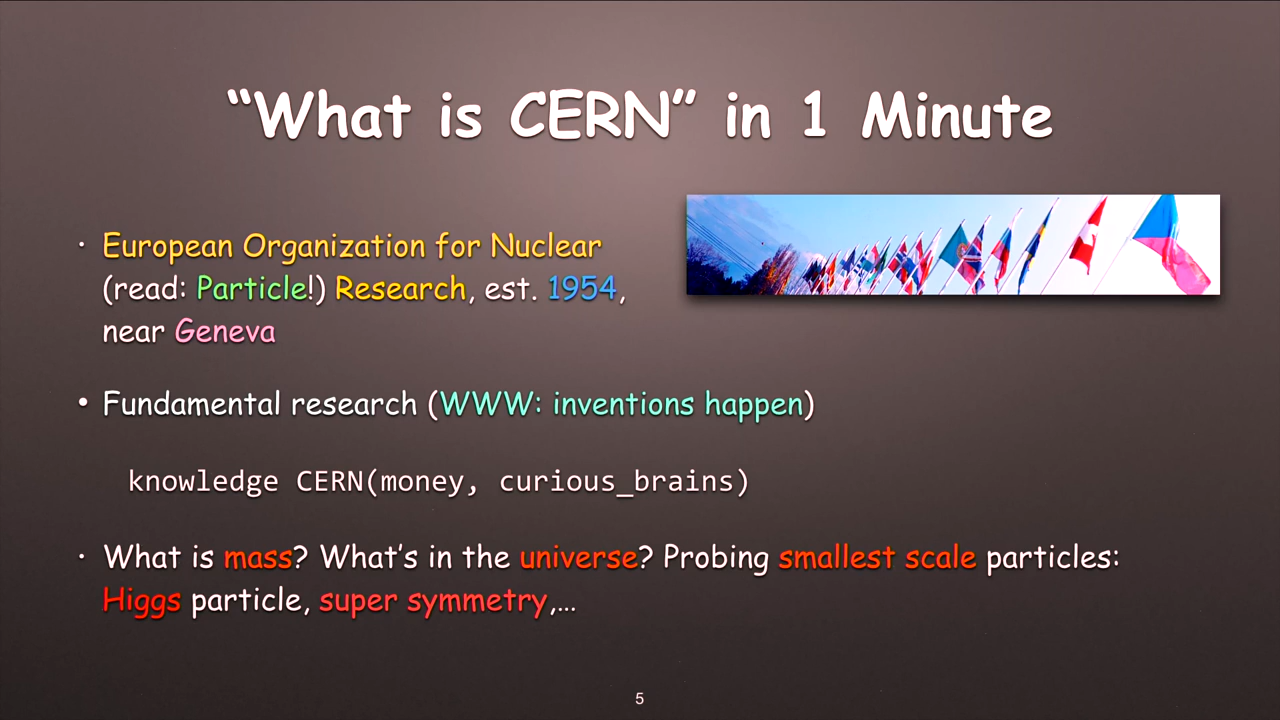 “What is CERN” in 1 Minute
• European Organization for Nuclear
(read: Particle!) Research, est. 1954,
near Geneva
• Fundamental research (WWW: inventions happen)
knowledge CERN(money, curious_brains)
• What is mass? What’s in the universe? Probing smallest scale particles:
Higgs particle, super symmetry,…
5